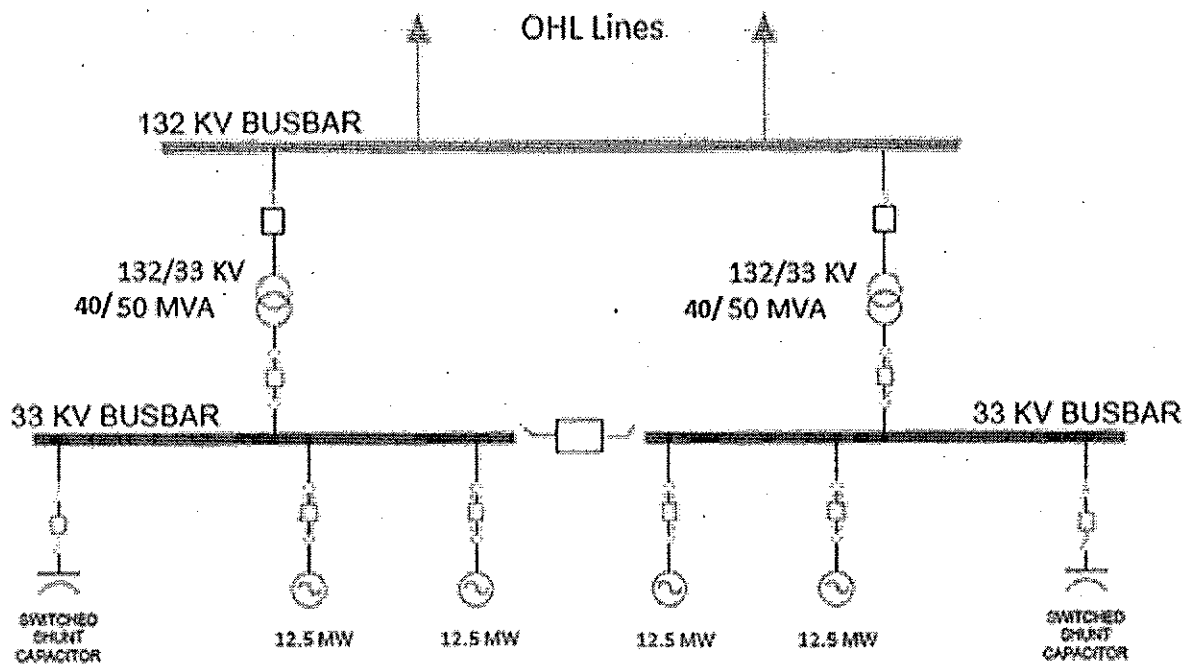 OHL Lines
132 KV BUSBAR
132/33 KV
40/50 MVA
132/33 KV
40/50 MVA
33 KV BUSBAR
33 KV BUSBAR
SWITCHED
SHUNT
CAPACITOR
12.5 MW
12.5 MW
12.5 MW
12.5 MW
SWITCHED
SHUNT
CAPACITOR